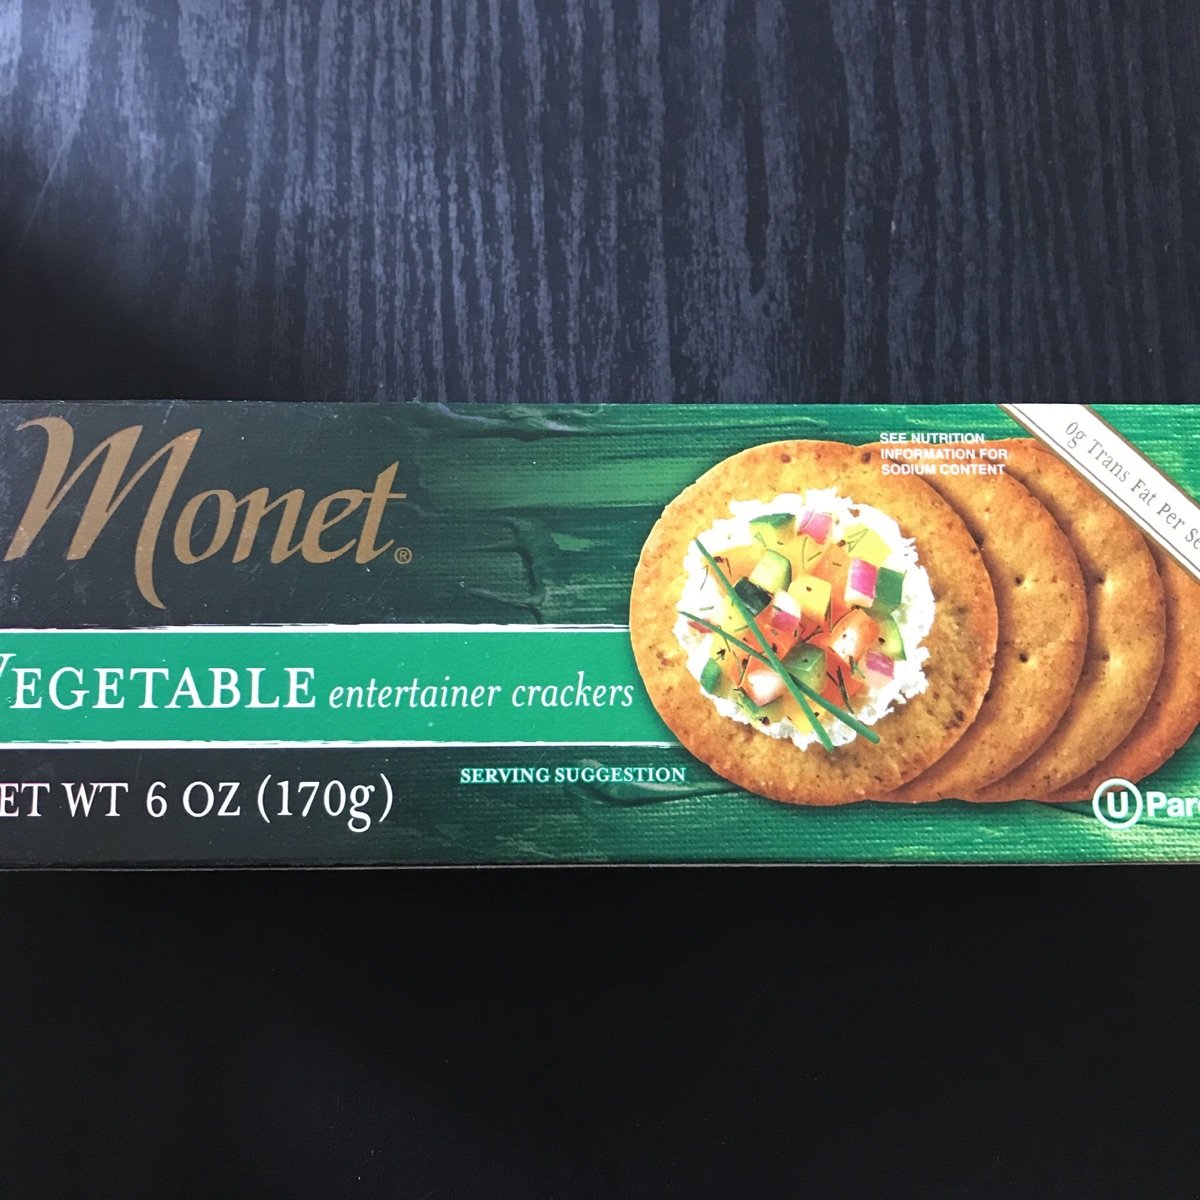 Monet®
VEGETABLE entertainer crackers
ET WT 6 OZ (170g)
SERVING SUGGESTION
SEE NUTRITION
INFORMATION FOR
SODIUM CONTENT
0g Trans Fat Per Se
U Par